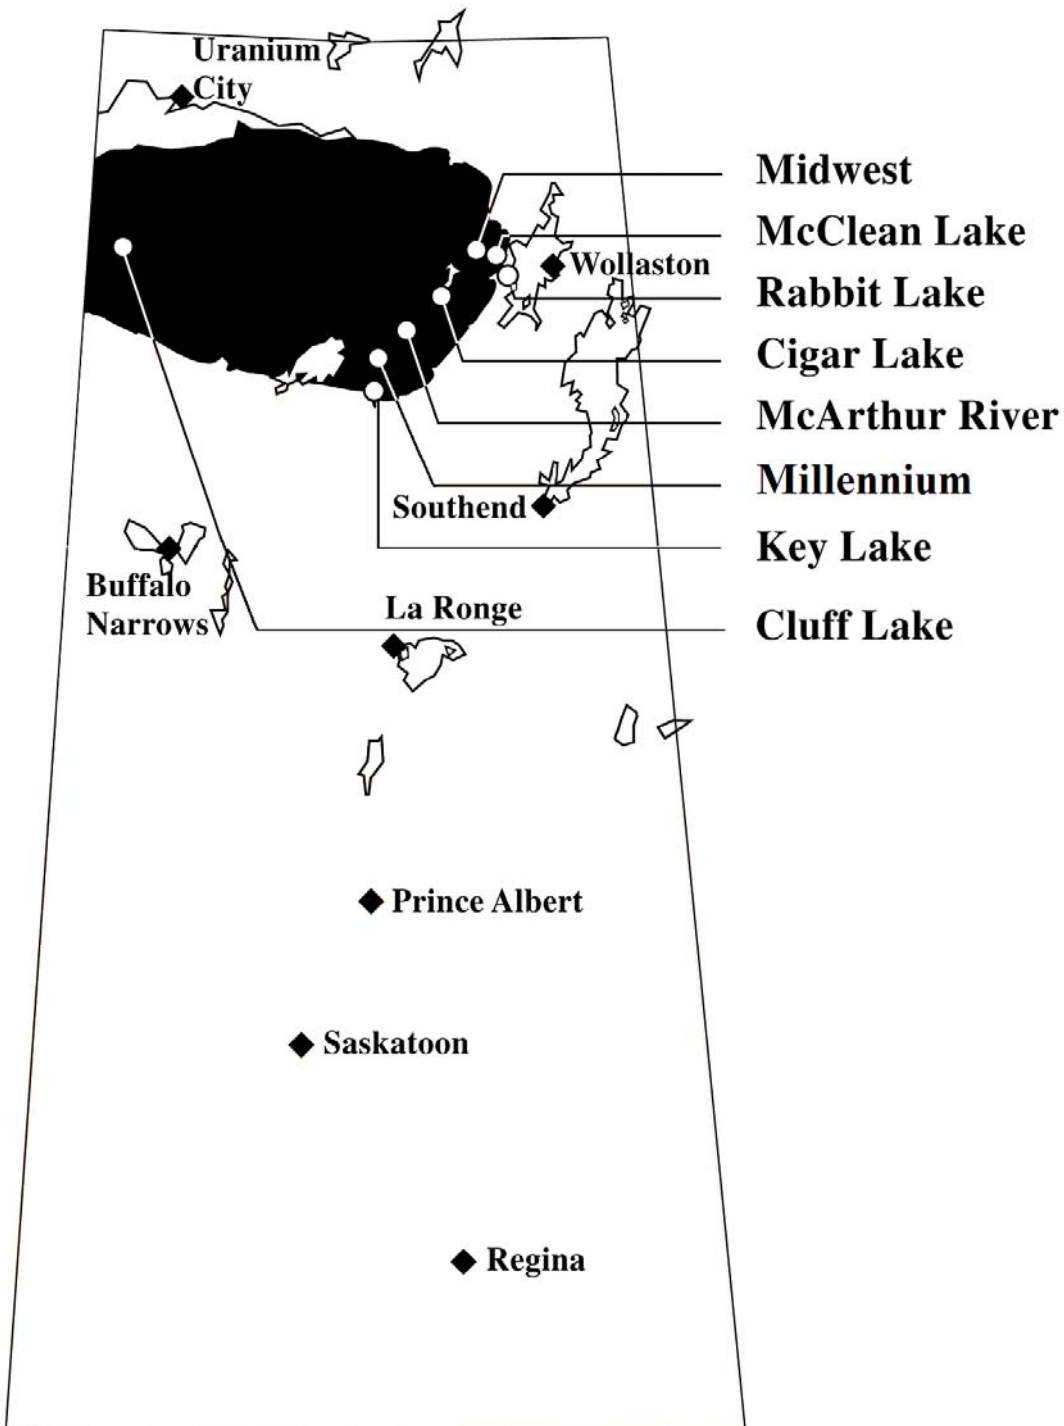 Uranium
City
Midwest
McClean Lake
Wollaston
Rabbit Lake
Cigar Lake
McArthur River
Millennium
Southend
Key Lake
Buffalo
Narrows
La Ronge
Cluff Lake
Prince Albert
Saskatoon
Regina